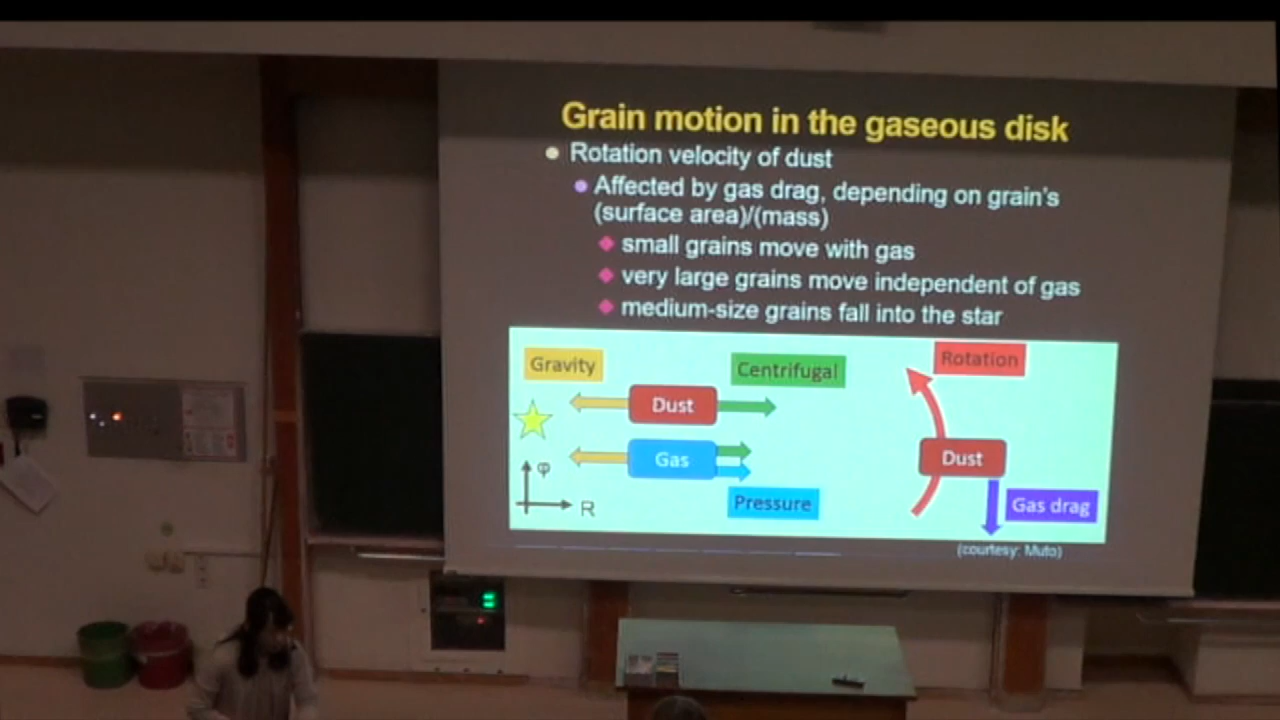 Grain motion in the gaseous disk
Rotation velocity of dust
Affected by gas drag, depending on grain's
(surface area)/(mass)
small grains move with gas
very large grains move independent of gas
medium-size grains fall into the star
Gravity
Centrifugal
Dust
Gas
Pressure
φ
R
Rotation
Dust
Gas drag
(courtesy: Muto)